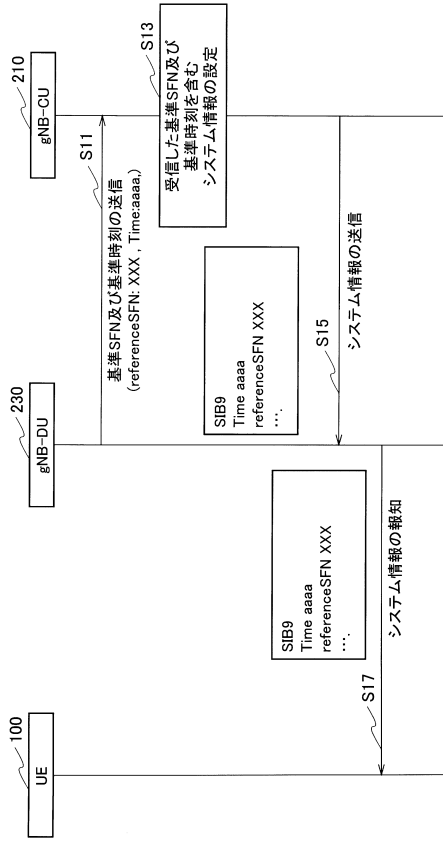 100
UE
230
gNB-DU
210
gNB-CU
S11
基準SFN及び基準時刻の送信
(referenceSFN: XXX , Time:aaaa,)
S13
受信した基準SFN及び
基準時刻を含む
システム情報の設定
SIB9
Time aaaa
referenceSFN XXX
….
S15
システム情報の送信
SIB9
Time aaaa
referenceSFN XXX
….
S17
システム情報の報知